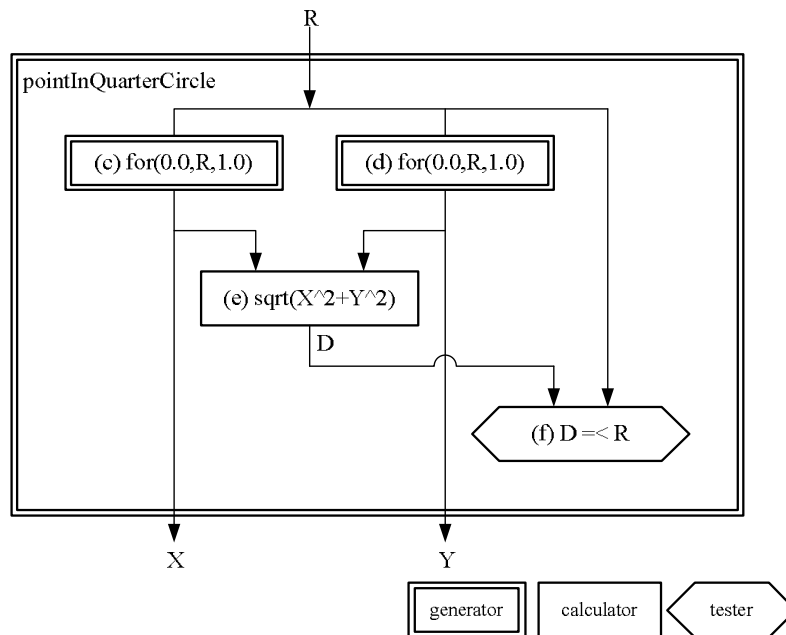 R
pointInQuarterCircle
(c) for(0.0,R,1.0)
(d) for(0.0,R,1.0)
(e) sqrt(X^2+Y^2)
D
(f) D =< R
X
Y
generator
calculator
tester